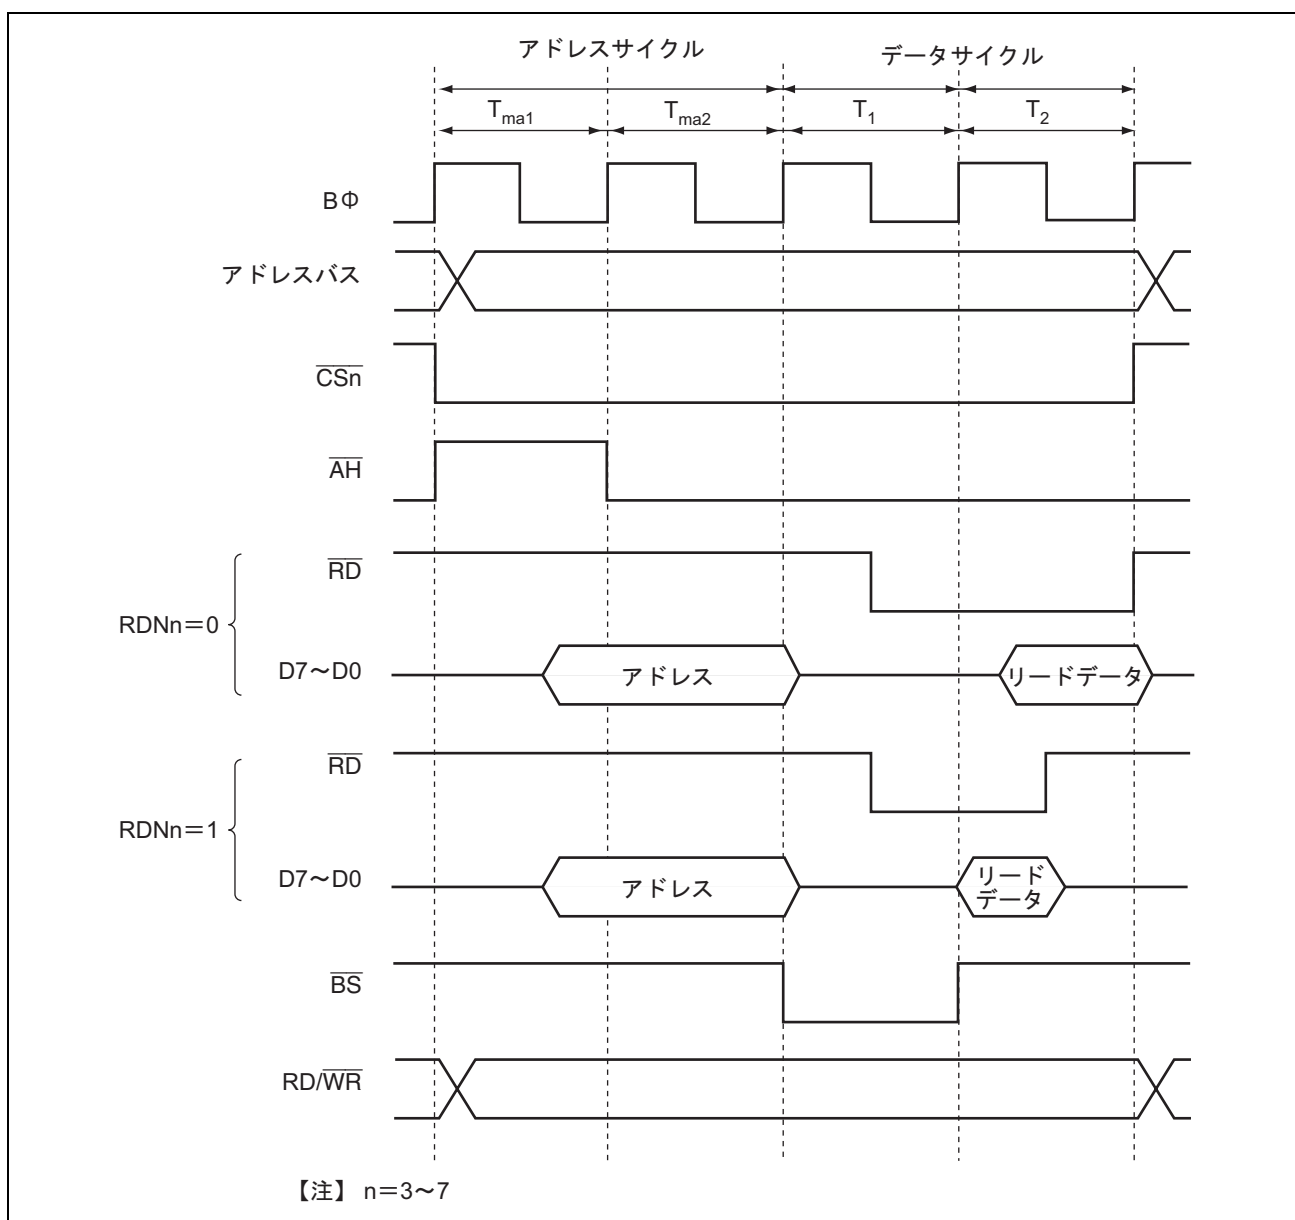 アドレスサイクル
データサイクル
Tma1
Tma2
T1
T2
BΦ
アドレスバス
CSn
AH
RDNn＝0
RD
D7～D0
アドレス
リードデータ
RDNn＝1
RD
D7～D0
アドレス
リード
データ
BS
RD/WR
【注】 n＝3～7